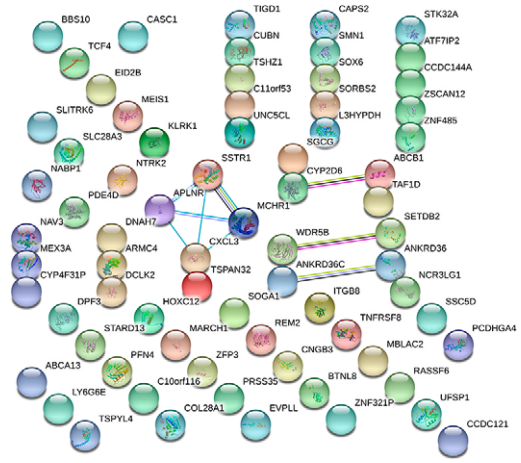 BBS10
CASC1
TIGD1
CAPS2
STK32A
TCF4
CUBN
SMN1
ATF7IP2
EID2B
TSHZ1
SOX6
CCDC144A
MEIS1
C11orf53
SORBS2
ZSCAN12
SLITRK6
KLRK1
UNC5CL
L3HYPDH
ZNF485
SLC28A3
SSTR1
SGCG
ABCB1
NABP1
NTRK2
CYP2D6
PDE4D
APLNR
MCHR1
TAF1D
NAV3
DNAH7
SETDB2
MEX3A
ARMC4
CXCL3
WDR5B
ANKRD36
CYP4F31P
DCLK2
TSPAN32
ANKRD36C
NCR3LG1
DPF3
HOXC12
SOGA1
ITGB8
SSC5D
STARD13
MARCH1
REM2
TNFRSF8
PCDHGA4
ABCA13
PFN4
ZFP3
CNGB3
MBLAC2
LY6G6E
C10orf116
PRSS35
BTNL8
RASSF6
TSPYL4
COL28A1
EVPLL
ZNF321P
UFSP1
CCDC121